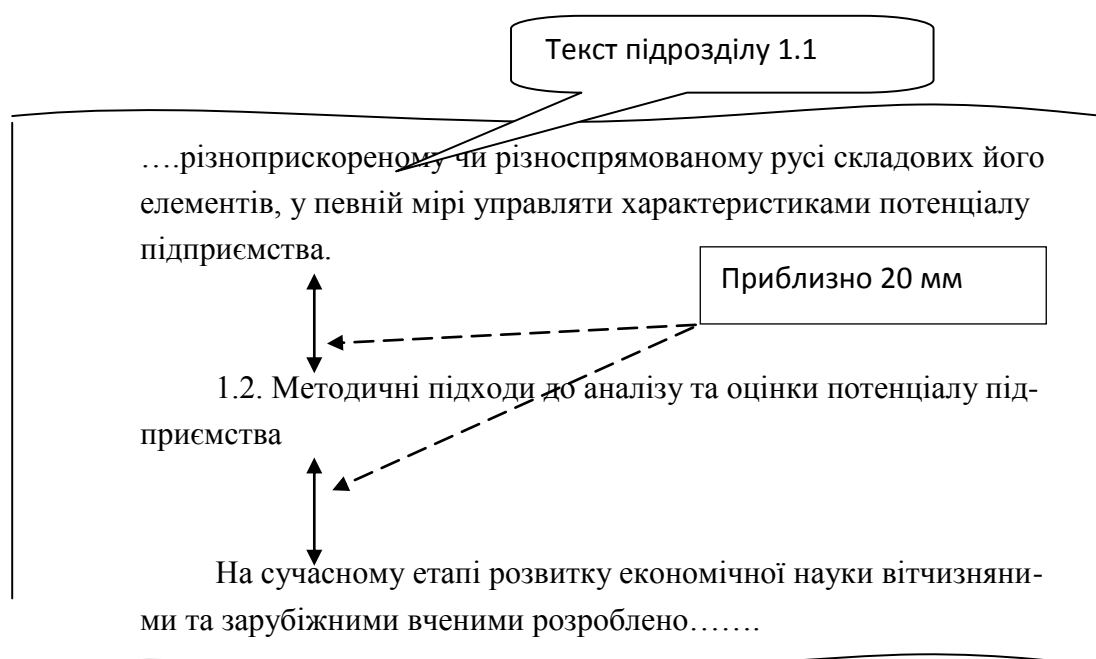 Текст підрозділу 1.1
….різноприскореному чи різноспрямованому русі складових його
елементів, у певній мірі управляти характеристиками потенціалу
підприємства.
Приблизно 20 мм
1.2. Методичні підходи до аналізу та оцінки потенціалу під-
приємства
На сучасному етапі розвитку економічної науки вітчизняни-
ми та зарубіжними вченими розроблено…….